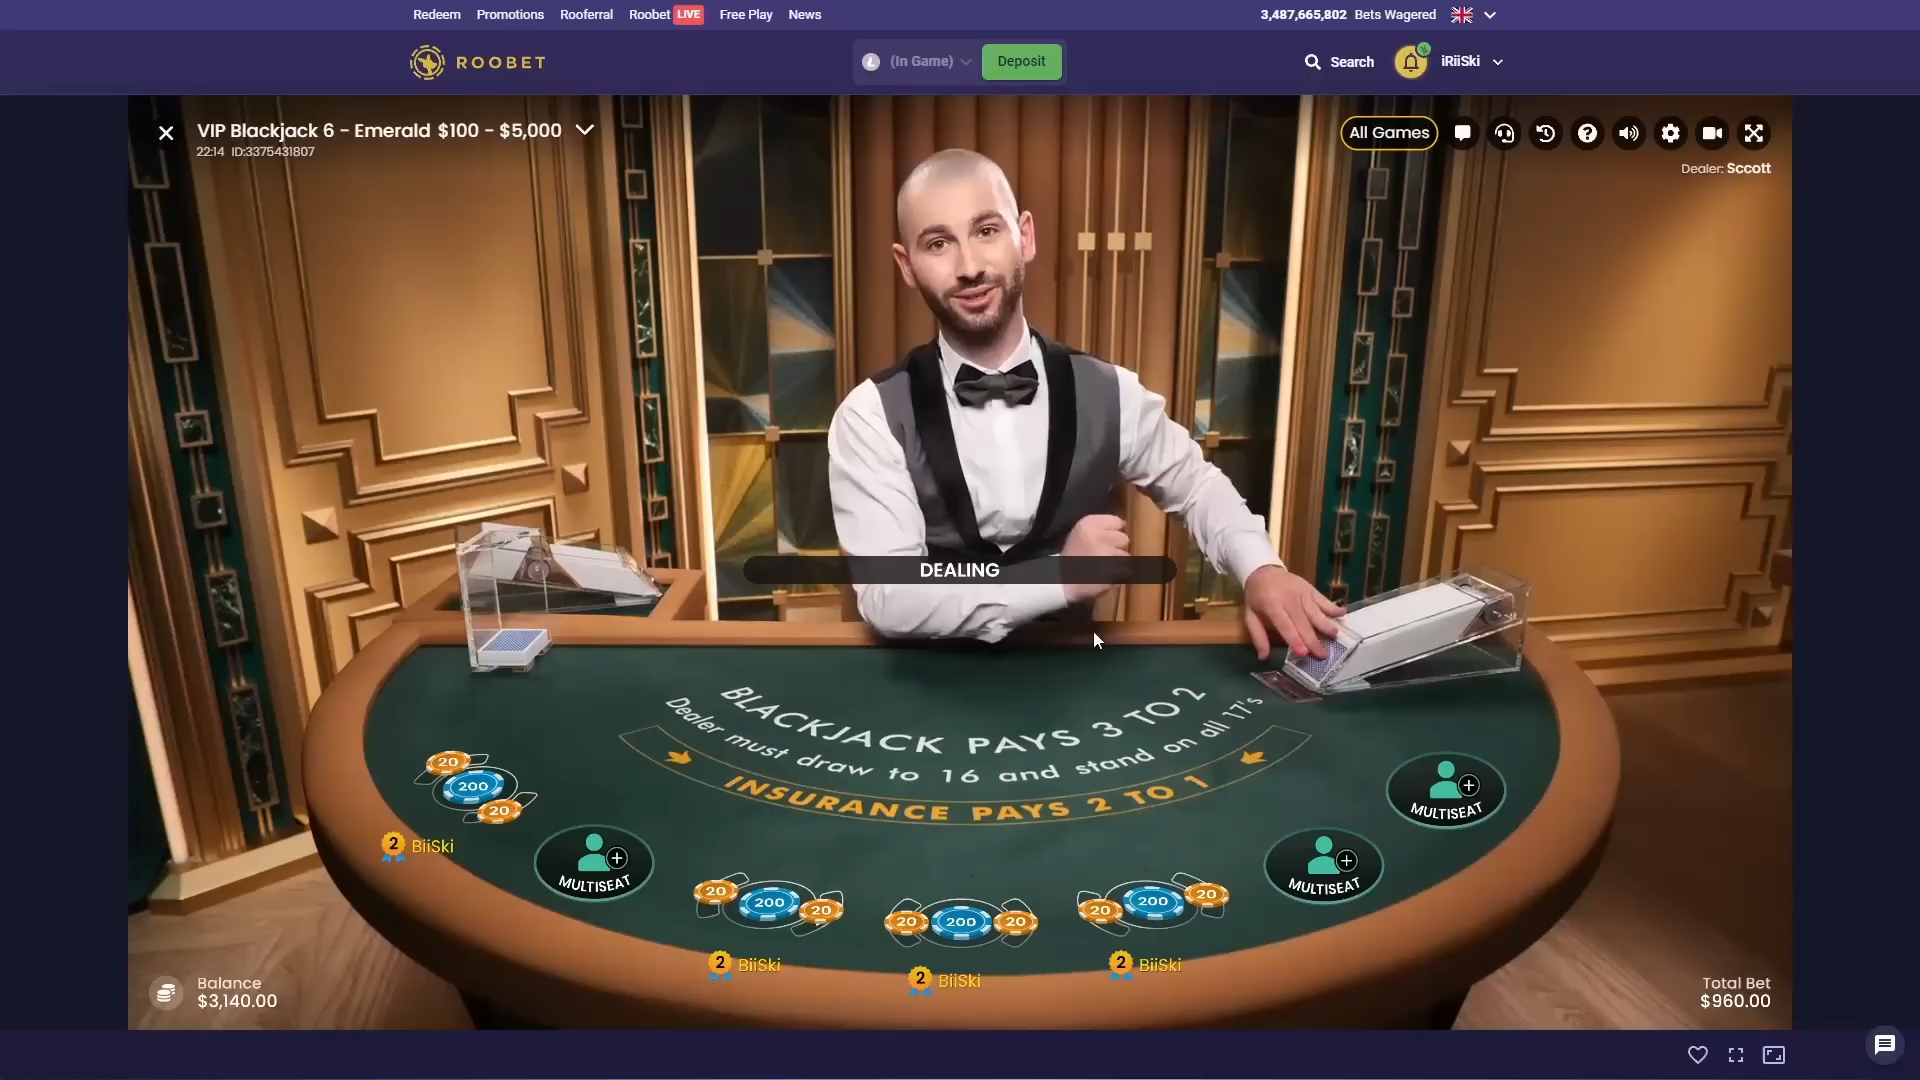 Redeem Promotions Rooferral Roobet LIVE Free Play News
3,487,665,802 Bets Wagered
ROOBET
(In Game) Deposit
Search iRiiSki
VIP Blackjack 6 - Emerald $100 - $5,000
22:14 ID:3375431807
All Games
Dealer: Sccott
DEALING
BLACKJACK PAYS 3 TO 2
Dealer must draw to 16 and stand on all 17's
INSURANCE PAYS 2 TO 1
20 200 20
2 BiiSki
MULTISEAT
20 200 20
2 BiiSki
20 200 20
2 BiiSki
20 200 20
2 BiiSki
MULTISEAT
MULTISEAT
Balance
$3,140.00
Total Bet
$960.00